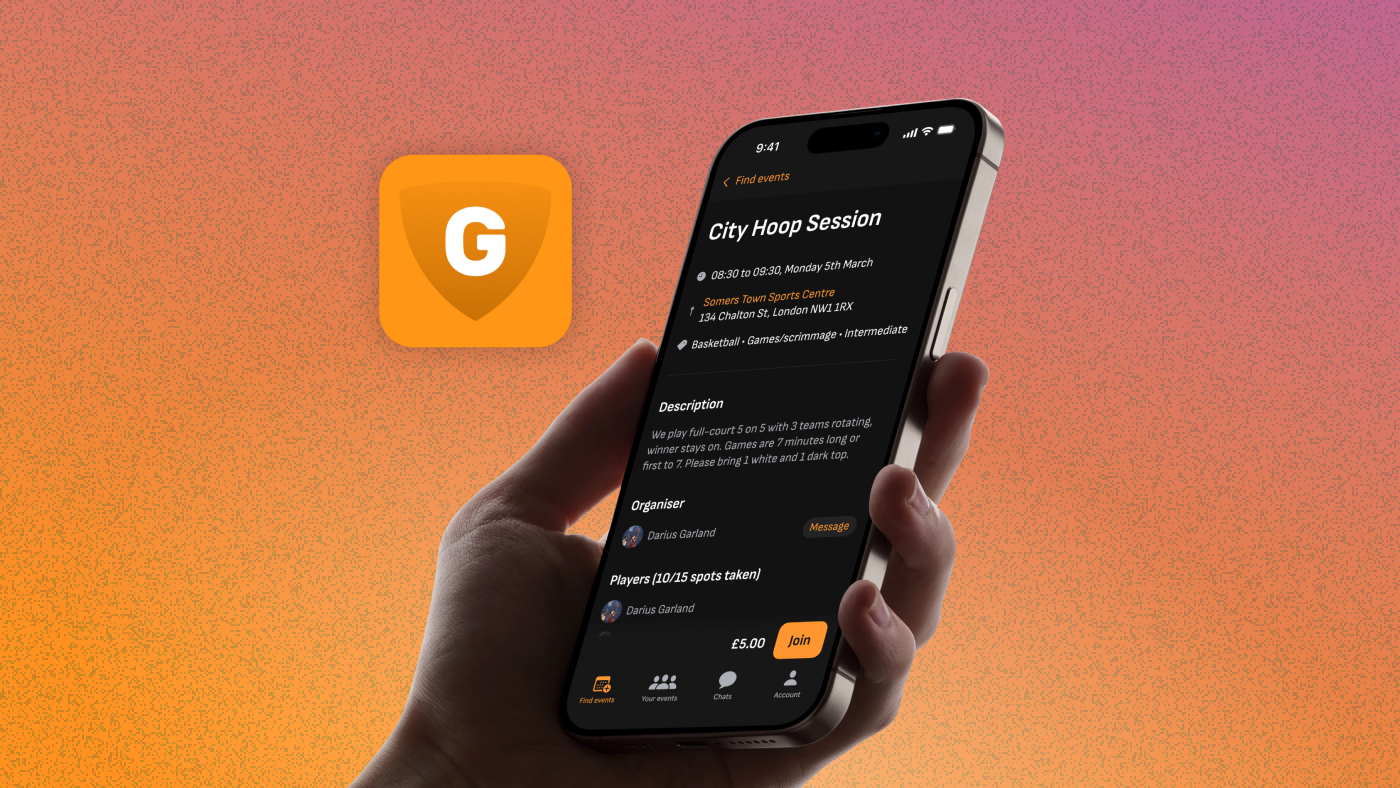 G
9:41
Find events
City Hoop Session
08:30 to 09:30, Monday 5th March
Somers Town Sports Centre
134 Chalton St, London NW1 1RX
Basketball • Games/scrimmage • Intermediate
Description
We play full-court 5 on 5 with 3 teams rotating,
winner stays on. Games are 7 minutes long or
first to 7. Please bring 1 white and 1 dark top.
Organiser
Darius Garland
Message
Players (10/15 spots taken)
Darius Garland
£5.00
Join
Find events
Your events
Chats
Account